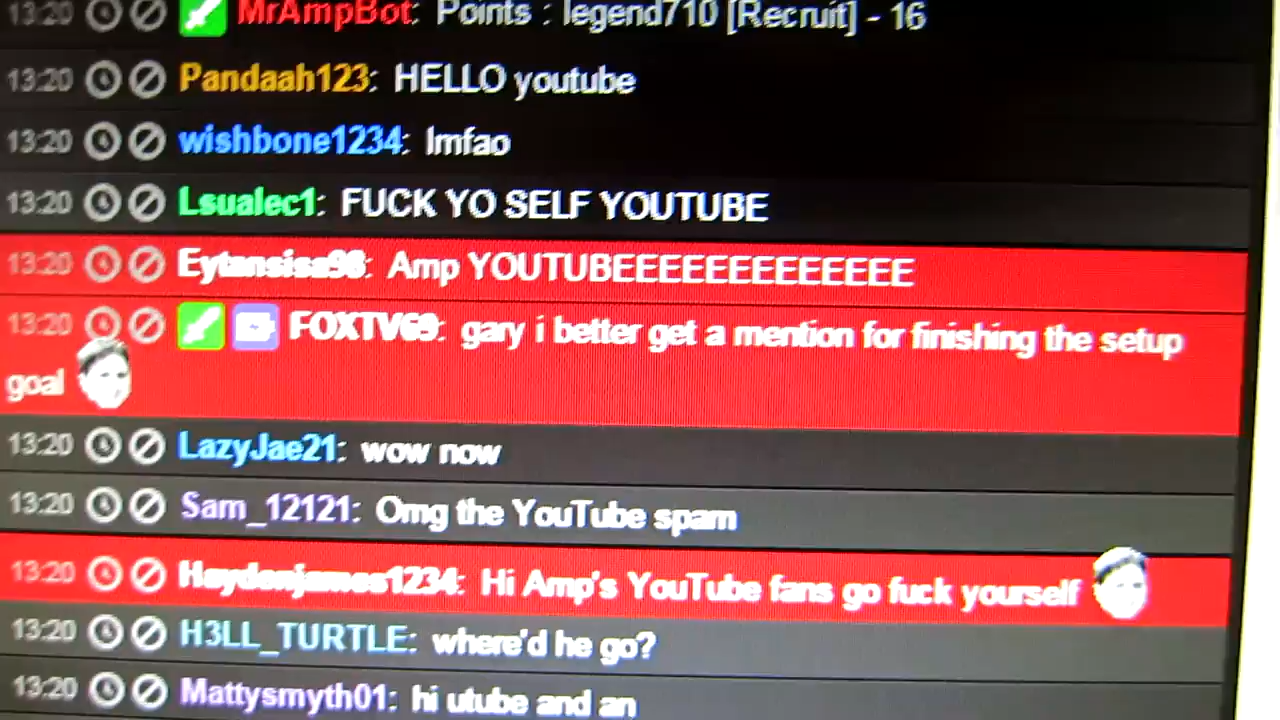 13:20 MrAmpBot: Points : legend710 [Recruit] - 16
13:20 Pandaah123: HELLO youtube
13:20 wishbone1234: lmfao
13:20 Lsualec1: FUCK YO SELF YOUTUBE
13:20 Eytansisa98: Amp YOUTUBEEEEEEEEEEEEE
13:20 FOXTV69: gary i better get a mention for finishing the setup
goal
13:20 LazyJae21: wow now
13:20 Sam_12121: Omg the YouTube spam
13:20 Haydenjames1234: Hi Amp's YouTube fans go fuck yourself
13:20 H3LL_TURTLE: where'd he go?
13:20 Mattysmyth01: hi utube and an